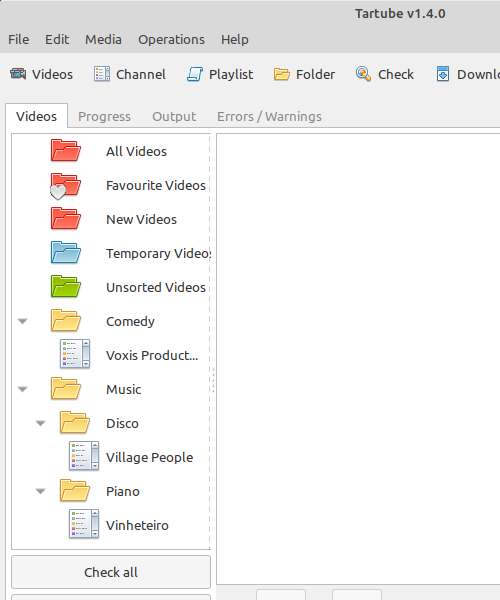 Tartube v1.4.0
File Edit Media Operations Help
Videos Channel Playlist Folder Check
Videos Progress Output Errors / Warnings
All Videos
Favourite Videos
New Videos
Temporary Videos
Unsorted Videos
Comedy
Voxis Product...
Music
Disco
Village People
Piano
Vinheteiro
Check all